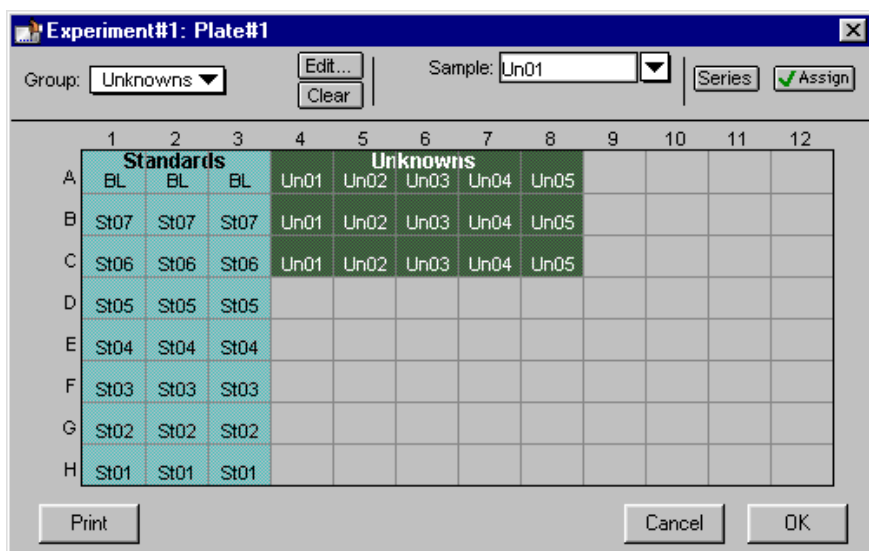 Experiment#1: Plate#1
Group: Unknowns Edit... Clear Sample: Un01 Series Assign
1 2 3 4 5 6 7 8 9 10 11 12
Standards Unknowns
A BL BL BL Un01 Un02 Un03 Un04 Un05
B St07 St07 St07 Un01 Un02 Un03 Un04 Un05
C St06 St06 St06 Un01 Un02 Un03 Un04 Un05
D St05 St05 St05
E St04 St04 St04
F St03 St03 St03
G St02 St02 St02
H St01 St01 St01
Print Cancel OK